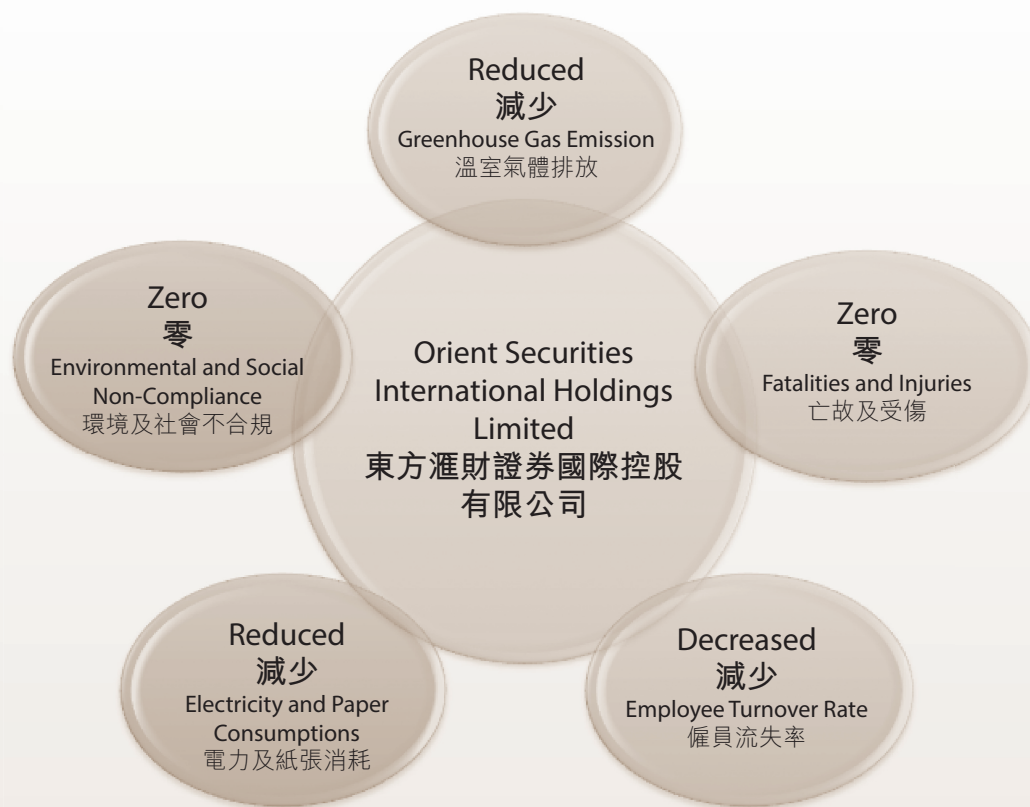 Reduced
減少
Greenhouse Gas Emission
溫室氣體排放
Zero
零
Environmental and Social
Non-Compliance
環境及社會不合規
Zero
零
Fatalities and Injuries
亡故及受傷
Orient Securities
International Holdings
Limited
東方滙財證券國際控股
有限公司
Reduced
減少
Electricity and Paper
Consumptions
電力及紙張消耗
Decreased
減少
Employee Turnover Rate
僱員流失率